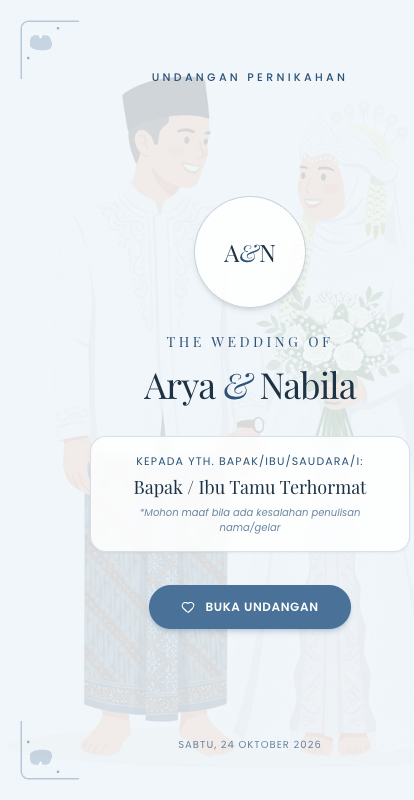 UNDANGAN PERNIKAHAN
A&N
THE WEDDING OF
Arya & Nabila
KEPADA YTH. BAPAK/IBU/SAUDARA/I:
Bapak / Ibu Tamu Terhormat
*Mohon maaf bila ada kesalahan penulisan
nama/gelar
BUKA UNDANGAN
SABTU, 24 OKTOBER 2026